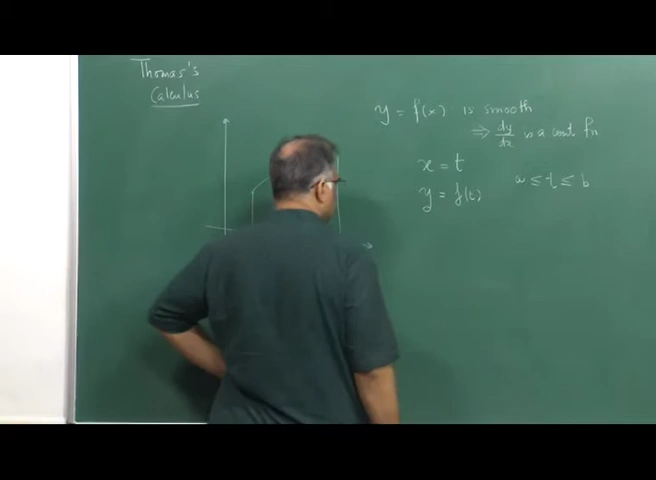 Thomas's
Calculus
y = f(x) is smooth
⇒ dy/dx is a cont fn
x = t
y = f(t)
a ≤ t ≤ b